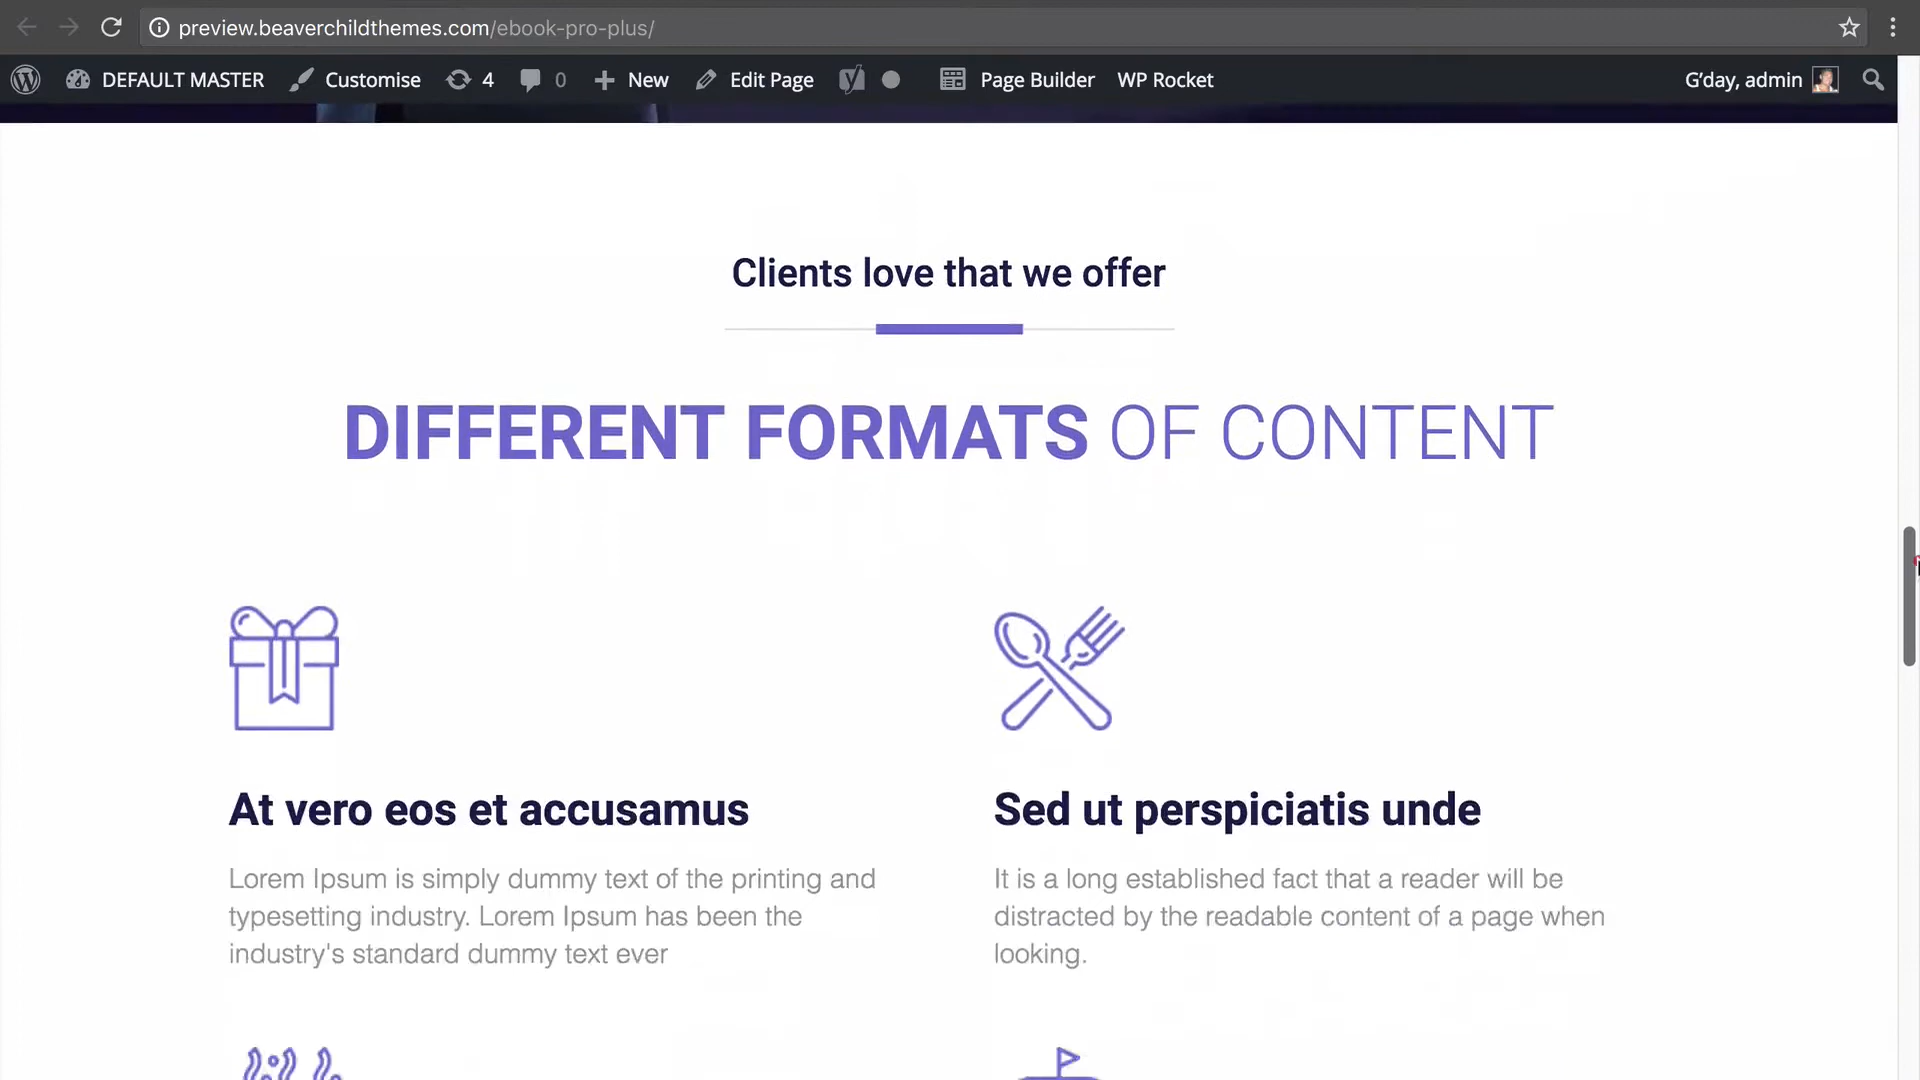 preview.beaverchildthemes.com/ebook-pro-plus/
DEFAULT MASTER Customise 4 0 New Edit Page Page Builder WP Rocket G'day, admin
Clients love that we offer
DIFFERENT FORMATS OF CONTENT
At vero eos et accusamus
Lorem Ipsum is simply dummy text of the printing and
typesetting industry. Lorem Ipsum has been the
industry's standard dummy text ever
Sed ut perspiciatis unde
It is a long established fact that a reader will be
distracted by the readable content of a page when
looking.